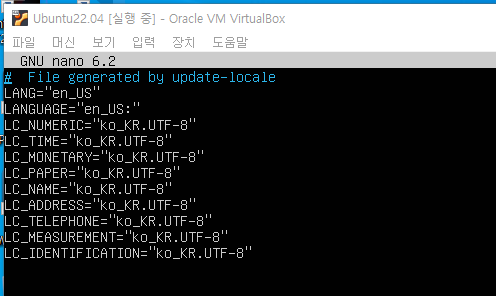 Ubuntu22.04 [실행 중] - Oracle VM VirtualBox
파일 머신 보기 입력 장치 도움말
GNU nano 6.2
#  File generated by update-locale
LANG="en_US"
LANGUAGE="en_US:"
LC_NUMERIC="ko_KR.UTF-8"
LC_TIME="ko_KR.UTF-8"
LC_MONETARY="ko_KR.UTF-8"
LC_PAPER="ko_KR.UTF-8"
LC_NAME="ko_KR.UTF-8"
LC_ADDRESS="ko_KR.UTF-8"
LC_TELEPHONE="ko_KR.UTF-8"
LC_MEASUREMENT="ko_KR.UTF-8"
LC_IDENTIFICATION="ko_KR.UTF-8"